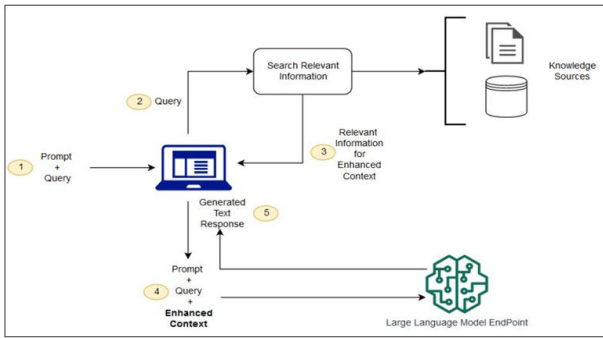 Search Relevant
Information
Knowledge
Sources
2
Query
1
Prompt
+
Query
3
Relevant
Information
for
Enhanced
Context
Generated
Text
Response
5
4
Prompt
+
Query
+
Enhanced
Context
Large Language Model EndPoint